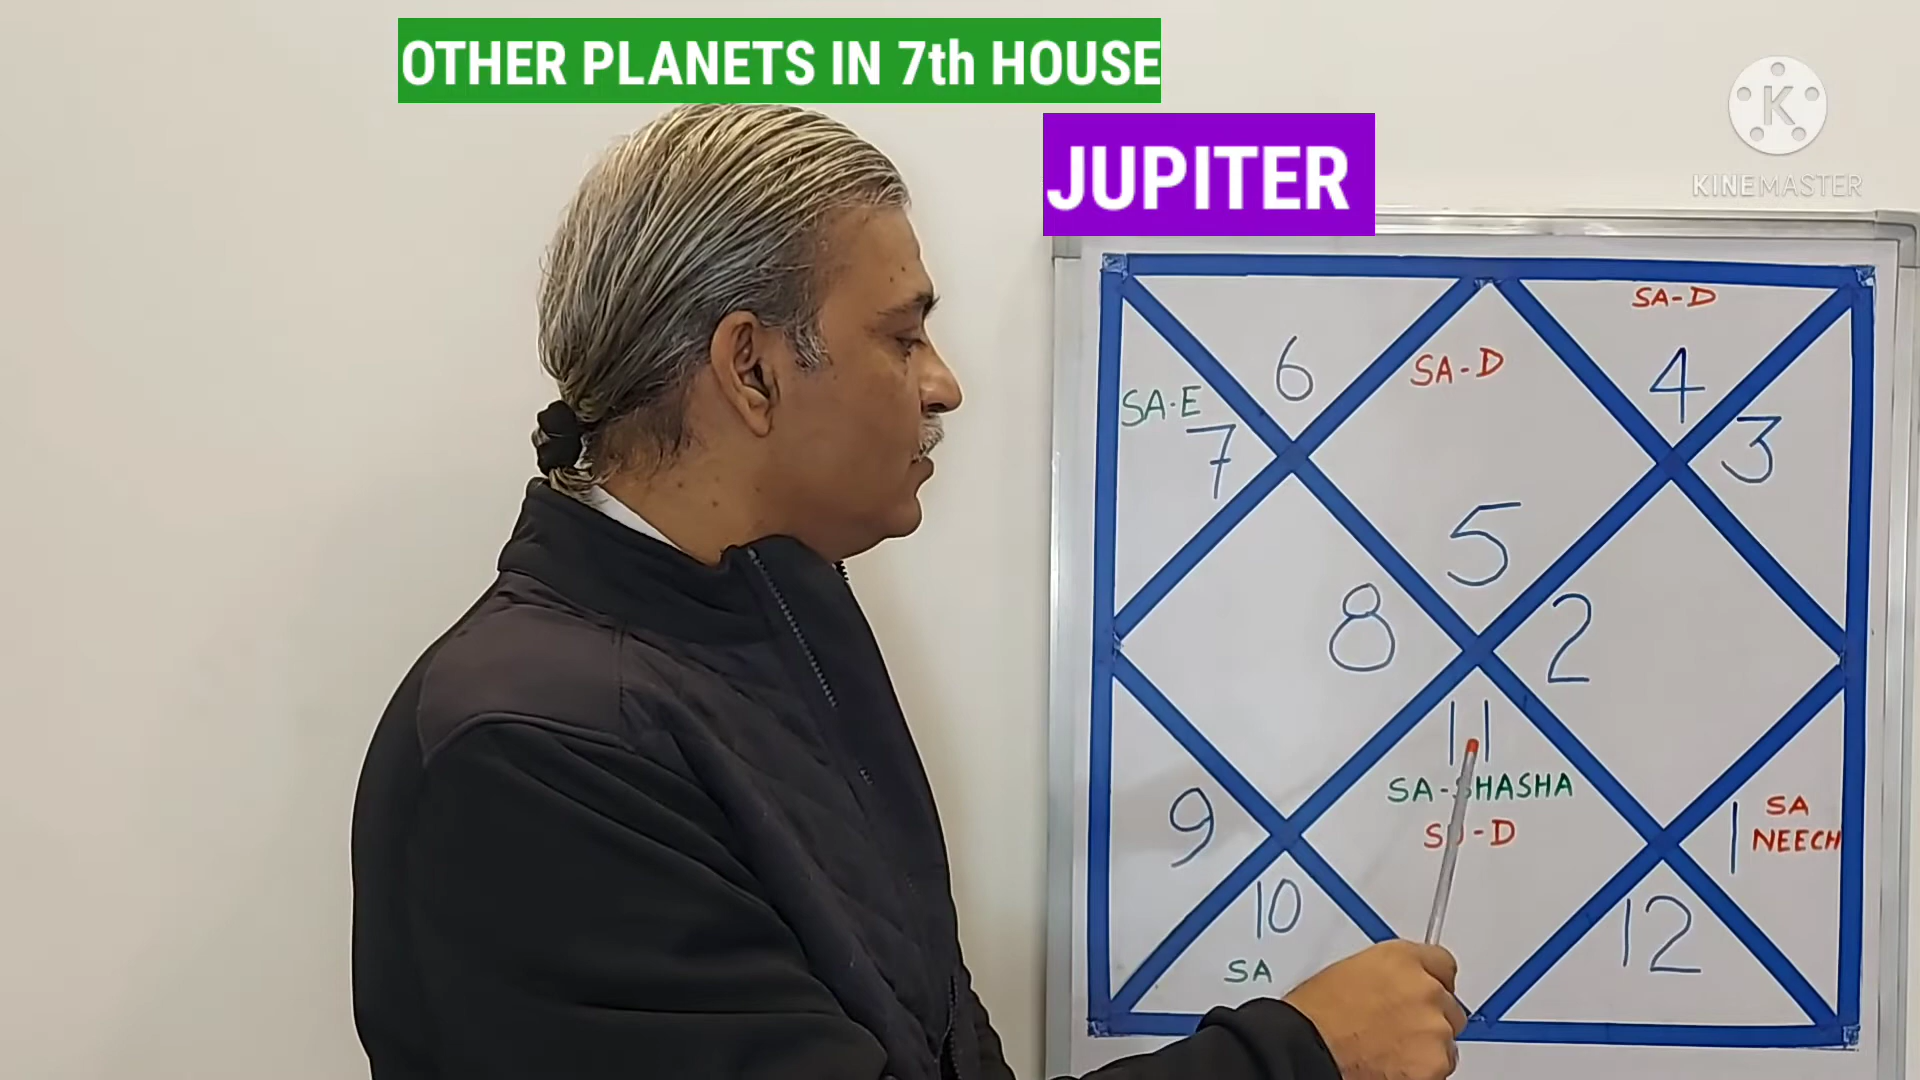 OTHER PLANETS IN 7th HOUSE
JUPITER
K
KINEMASTER
SA-D
6
SA-D
4
SA-E
7
3
5
8
2
11
SA-SHASHA
SU-D
9
1
SA
NEECH
10
SA
12